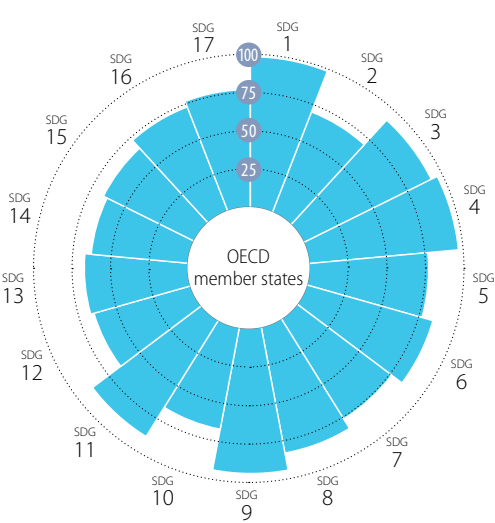 SDG
1
SDG
2
SDG
3
SDG
4
SDG
5
SDG
6
SDG
7
SDG
8
SDG
9
SDG
10
SDG
11
SDG
12
SDG
13
SDG
14
SDG
15
SDG
16
SDG
17
100
75
50
25
OECD
member states